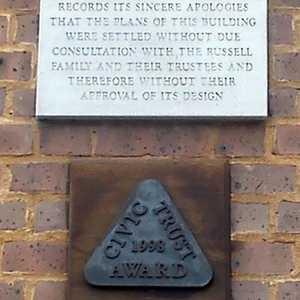 RECORDS ITS SINCERE APOLOGIES
THAT THE PLANS OF THIS BUILDING
WERE SETTLED WITHOUT DUE
CONSULTATION WITH THE RUSSELL
FAMILY AND THEIR TRUSTEES AND
THEREFORE WITHOUT THEIR
APPROVAL OF ITS DESIGN
CIVIC TRUST
1998
AWARD